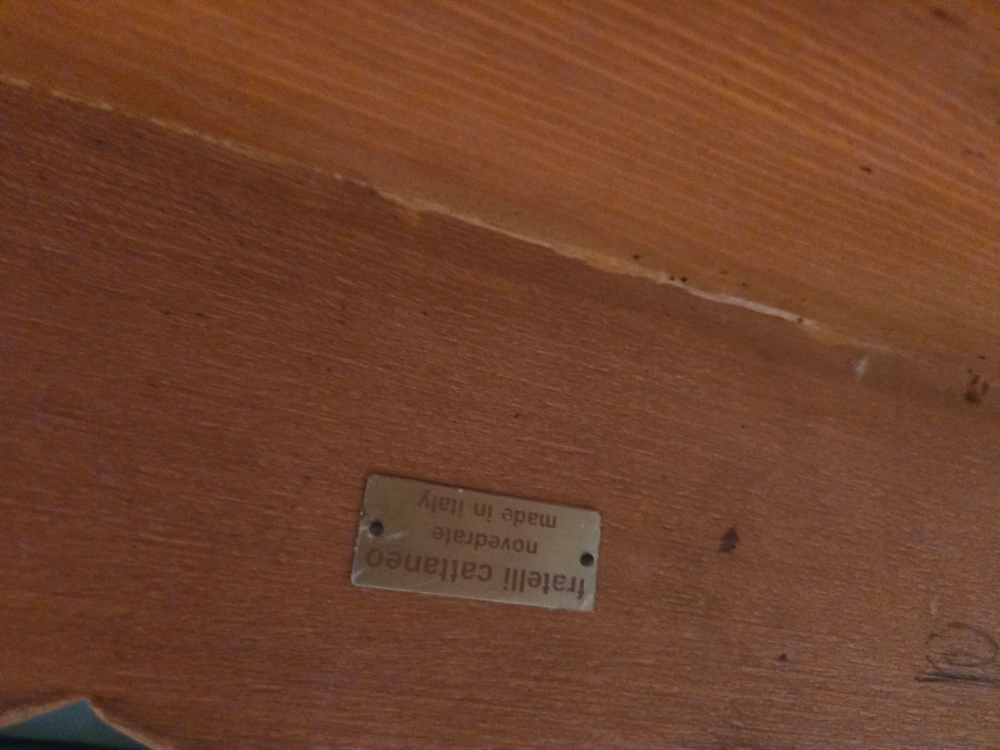 fratelli cattaneo
novedrate
made in italy